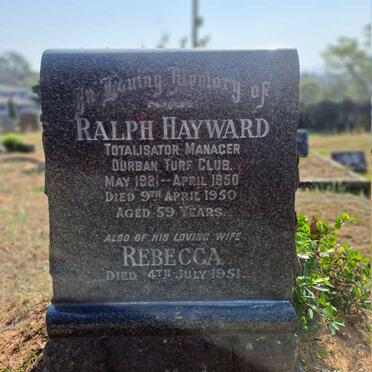 In Loving Memory of
RALPH HAYWARD
TOTALISATOR MANAGER
DURBAN TURF CLUB.
MAY 1921 — APRIL 1950
DIED 9TH APRIL 1950
AGED 59 YEARS.
ALSO OF HIS LOVING WIFE
REBECCA
DIED 4TH JULY 1951.